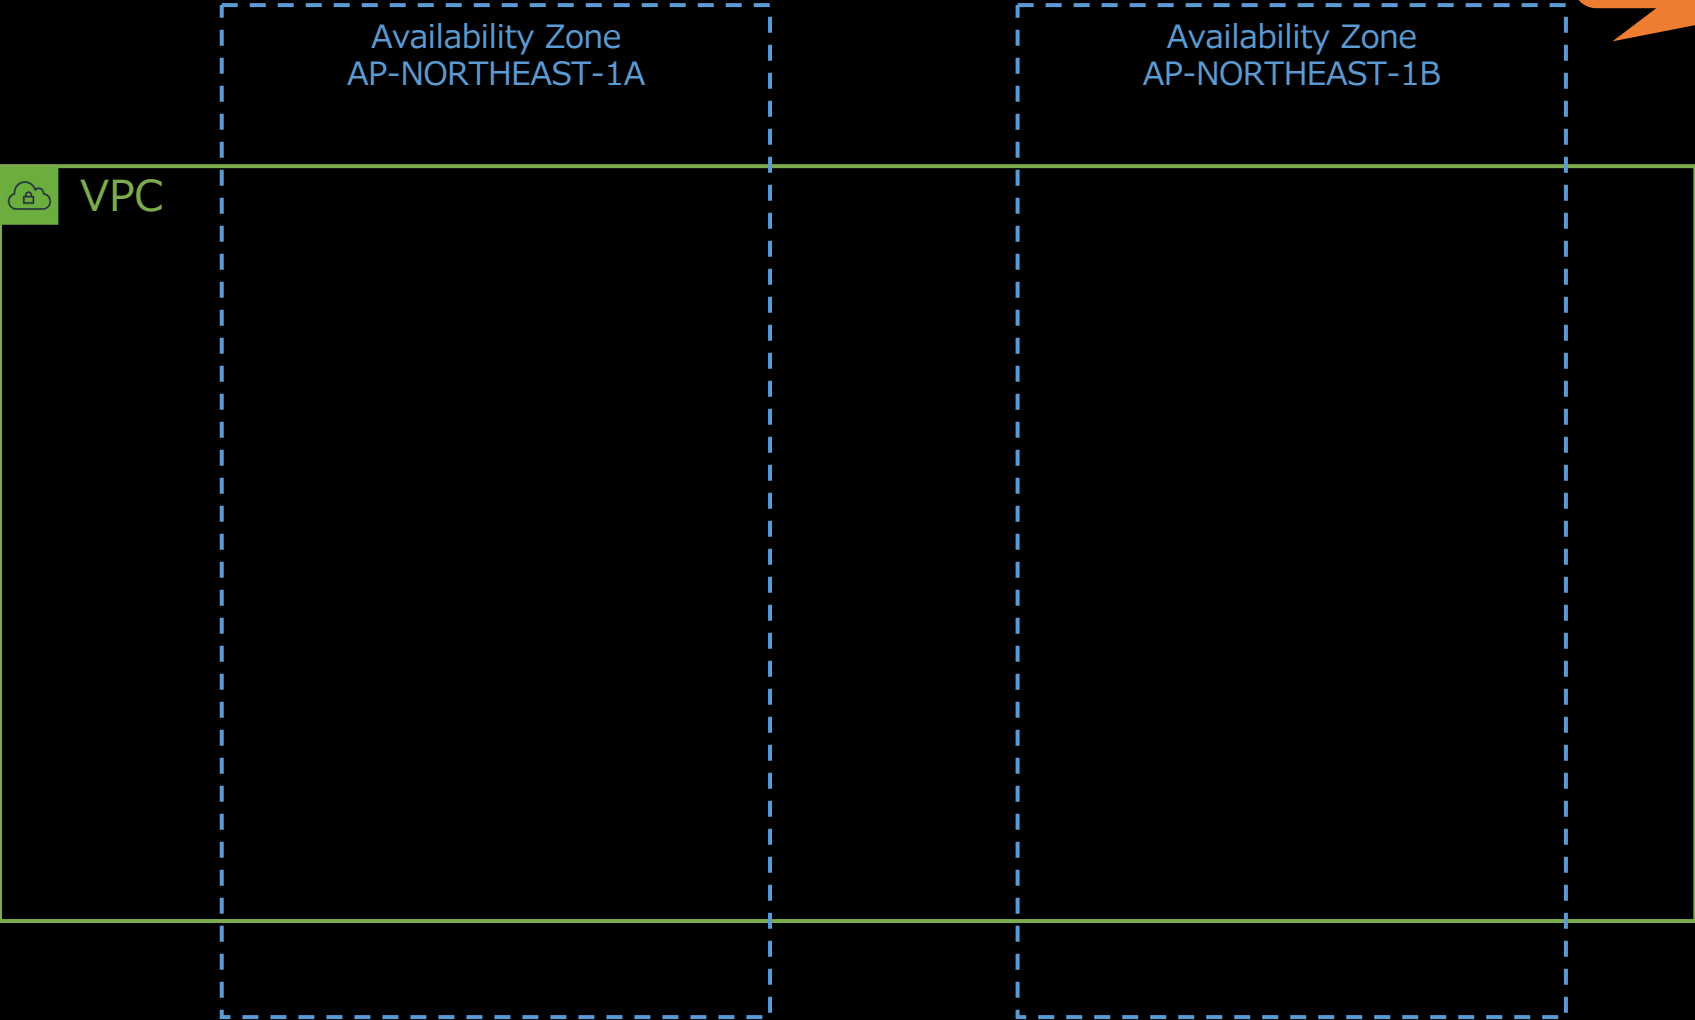 Availability Zone
AP-NORTHEAST-1A
Availability Zone
AP-NORTHEAST-1B
VPC